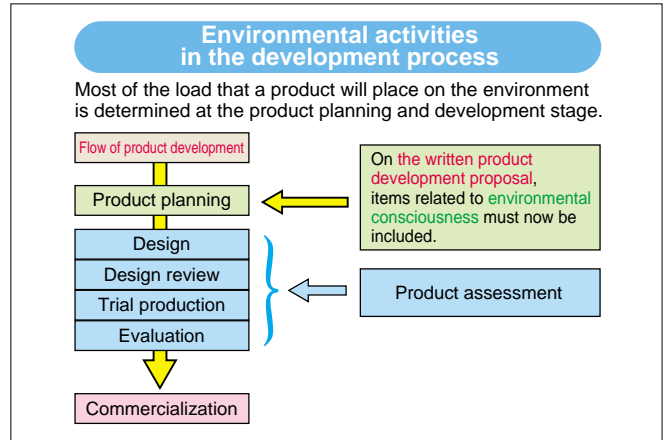 Environmental activities
in the development process
Most of the load that a product will place on the environment
is determined at the product planning and development stage.
Flow of product development
Product planning
On the written product
development proposal,
items related to environmental
consciousness must now be
included.
Design
Design review
Trial production
Evaluation
Product assessment
Commercialization